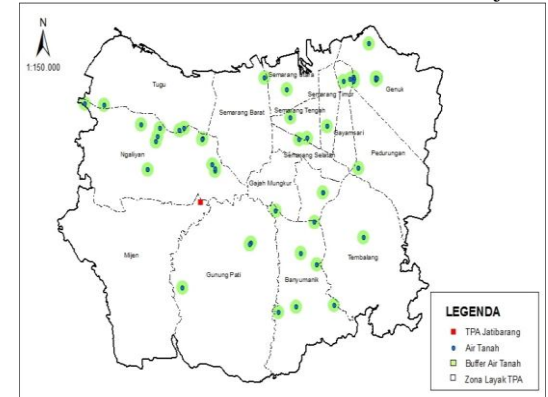 N
1:150.000
Tugu
Semarang Utara
Genuk
Semarang Timur
Semarang Barat
Semarang Tengah
Gayamsari
Ngaliyan
Semarang Selatan
Pedurungan
Gajah Mungkur
Mijen
Gunung Pati
Banyumanik
Tembalang
LEGENDA
TPA Jatibarang
Air Tanah
Buffer Air Tanah
Zona Layak TPA